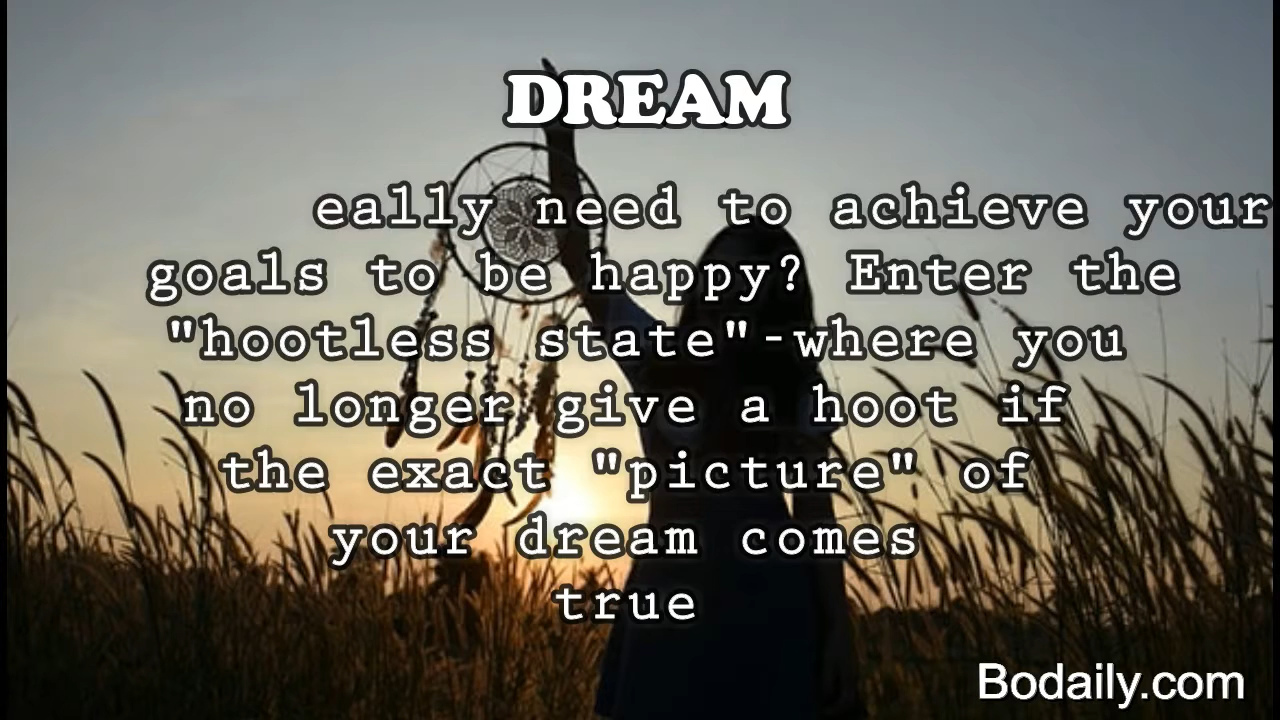 DREAM
eally need to achieve your
goals to be happy? Enter the
"hootless state"-where you
no longer give a hoot if
the exact "picture" of
your dream comes
true
Bodaily.com